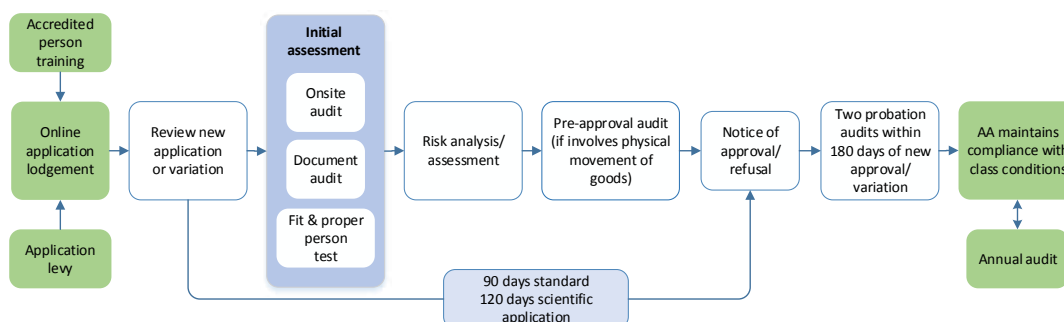 Accredited
person
training
Online
application
lodgement
Application
levy
Review new
application
or variation
Initial
assessment
Onsite
audit
Document
audit
Fit & proper
person
test
Risk analysis/
assessment
Pre-approval audit
(if involves physical
movement of
goods)
Notice of
approval/
refusal
Two probation
audits within
180 days of new
approval/
variation
AA maintains
compliance with
class conditions
Annual audit
90 days standard
120 days scientific
application